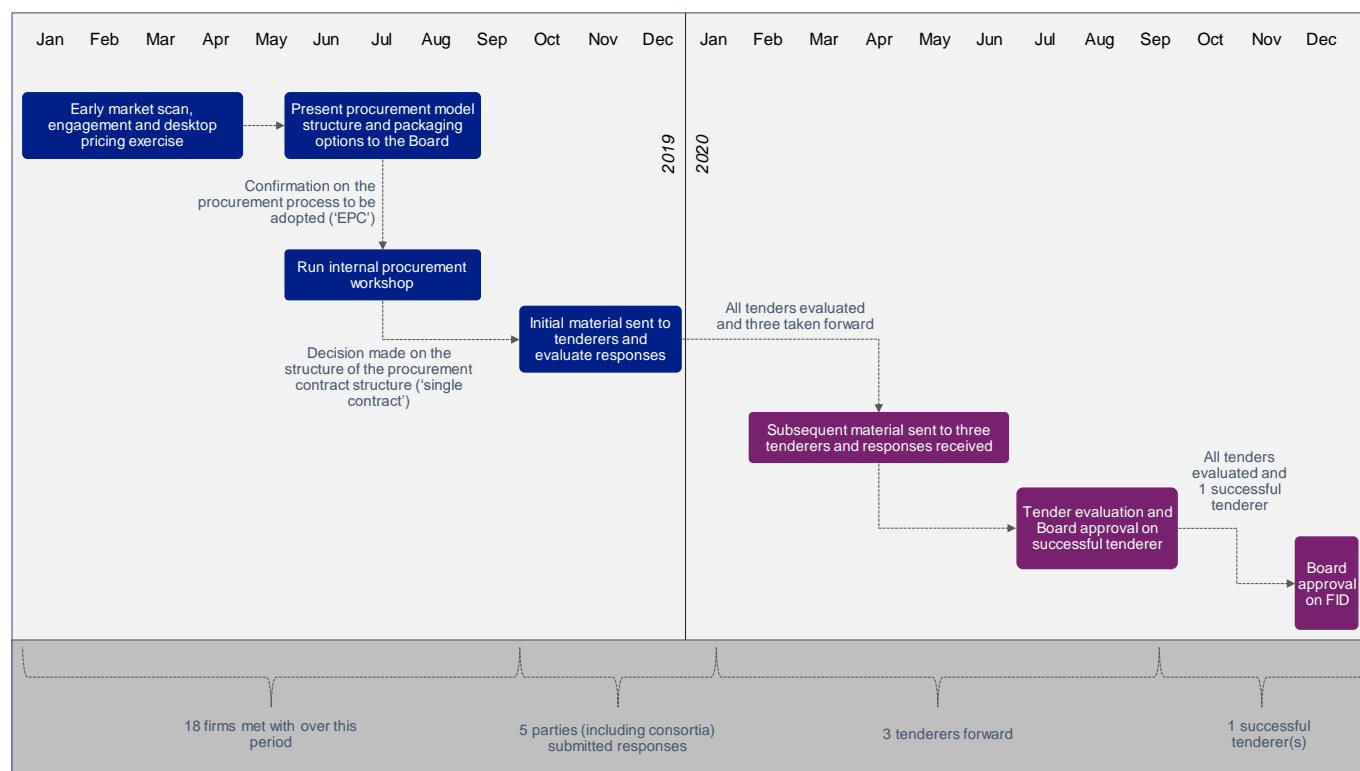 Jan Feb Mar Apr May Jun Jul Aug Sep Oct Nov Dec Jan Feb Mar Apr May Jun Jul Aug Sep Oct Nov Dec
2019
2020
Early market scan,
engagement and desktop
pricing exercise
Present procurement model
structure and packaging
options to the Board
Confirmation on the
procurement process to be
adopted (‘EPC’)
Run internal procurement
workshop
Decision made on the
structure of the procurement
contract structure (‘single
contract’)
Initial material sent to
tenderers and
evaluate responses
All tenders evaluated
and three taken forward
Subsequent material sent to three
tenderers and responses received
Tender evaluation and
Board approval on
successful tenderer
All tenders
evaluated and
1 successful
tenderer
Board
approval
on FID
18 firms met with over this
period
5 parties (including consortia)
submitted responses
3 tenderers forward
1 successful
tenderer(s)